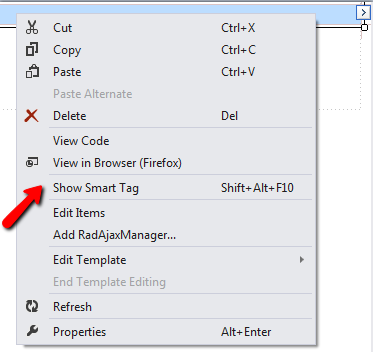 Cut Ctrl+X
Copy Ctrl+C
Paste Ctrl+V
Paste Alternate
Delete Del
View Code
View in Browser (Firefox)
Show Smart Tag Shift+Alt+F10
Edit Items
Add RadAjaxManager...
Edit Template
End Template Editing
Refresh
Properties Alt+Enter